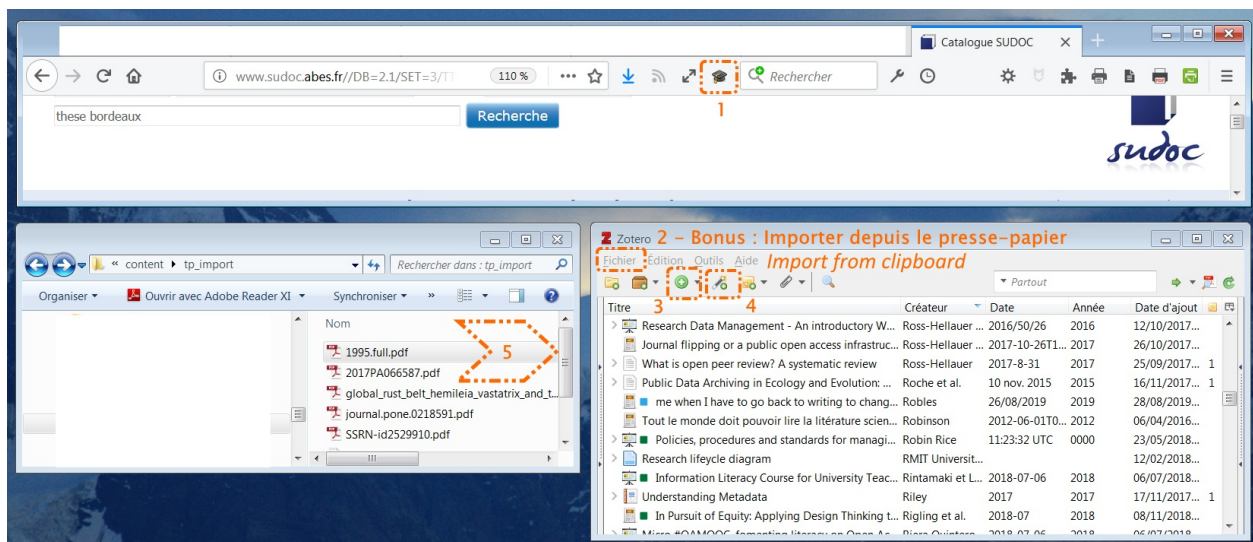 Catalogue SUDOC
www.sudoc.abes.fr//DB=2.1/SET=3/TT
110 %
Rechercher
1
these bordeaux
Recherche
sudoc
« content tp_import
Rechercher dans : tp_import
Organiser
Ouvrir avec Adobe Reader XI
Synchroniser
»
Nom
1995.full.pdf
2017PA066587.pdf
global_rust_belt_hemileia_vastatrix_and_t...
journal.pone.0218591.pdf
SSRN-id2529910.pdf
5
Zotero
2 – Bonus : Importer depuis le presse-papier
Fichier Édition Outils Aide
Import from clipboard
Partout
3
4
Titre Créateur Date Année Date d'ajout
Research Data Management - An introductory W... Ross-Hellauer ... 2016/50/26 2016 12/10/2017...
Journal flipping or a public open access infrastruc... Ross-Hellauer ... 2017-10-26T1... 2017 26/10/2017...
What is open peer review? A systematic review Ross-Hellauer 2017-8-31 2017 25/09/2017... 1
Public Data Archiving in Ecology and Evolution: ... Roche et al. 10 nov. 2015 2015 16/11/2017... 1
me when I have to go back to writing to chang... Robles 26/08/2019 2019 28/08/2019...
Tout le monde doit pouvoir lire la litérature scien... Robinson 2012-06-01T0... 2012 06/04/2016...
Policies, procedures and standards for managi... Robin Rice 11:23:32 UTC 0000 23/05/2018...
Research lifeycle diagram RMIT Universit... 12/02/2018...
Information Literacy Course for University Teac... Rintamaki et L... 2018-07-06 2018 06/07/2018...
Understanding Metadata Riley 2017 2017 17/11/2017... 1
In Pursuit of Equity: Applying Design Thinking t... Rigling et al. 2018-07 2018 08/11/2018...